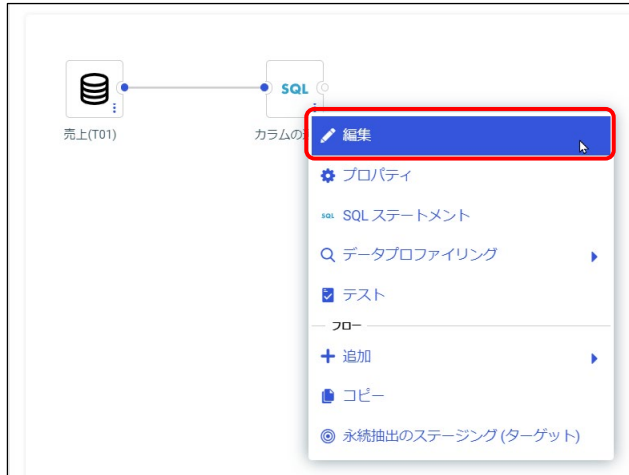 SQL
売上(T01)
カラムの
編集
プロパティ
SQL SQL ステートメント
データプロファイリング
テスト
フロー
追加
コピー
永続抽出のステージング (ターゲット)